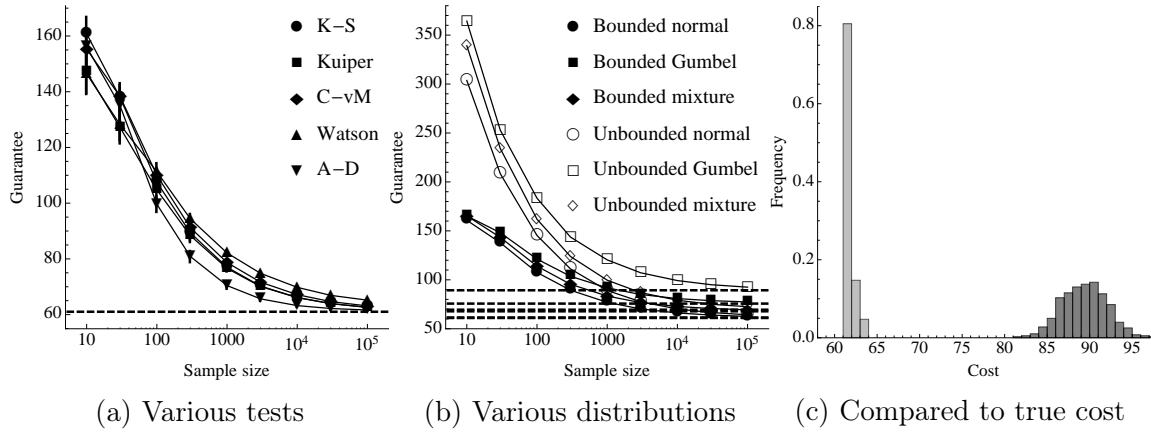 160
140
120
100
80
60
Guarantee
10
100
1000
10⁴
10⁵
Sample size
K−S
Kuiper
C−vM
Watson
A−D
(a) Various tests
350
300
250
200
150
100
50
Guarantee
10
100
1000
10⁴
10⁵
Sample size
Bounded normal
Bounded Gumbel
Bounded mixture
Unbounded normal
Unbounded Gumbel
Unbounded mixture
(b) Various distributions
0.8
0.6
0.4
0.2
0.0
Frequency
60
65
70
75
80
85
90
95
Cost
(c) Compared to true cost